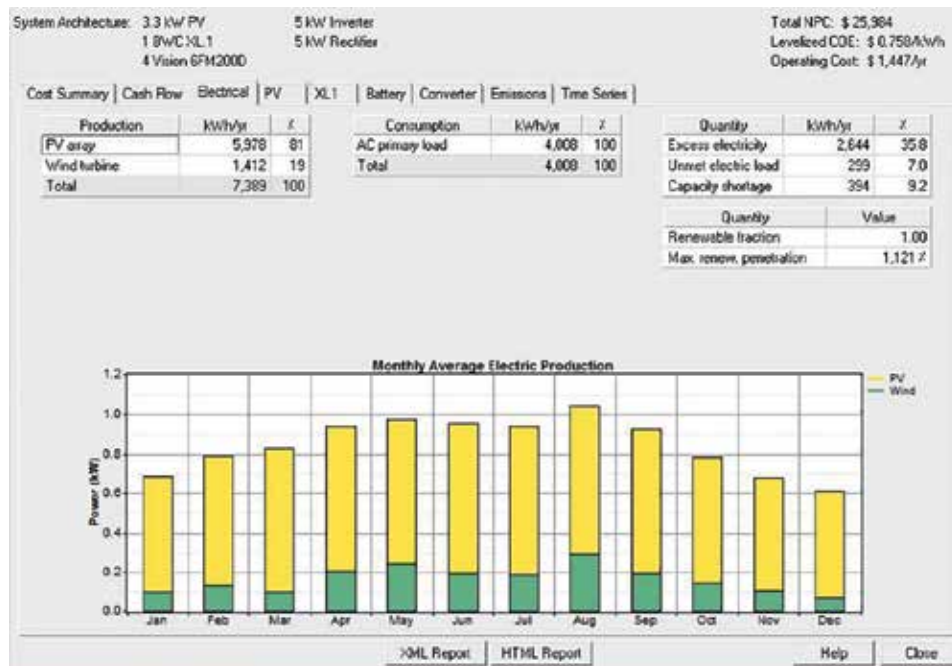 System Architecture: 3.3 kW PV 5 kW Inverter Total NPC: $ 25,984
1 BWC XL.1 5 kW Rectifier Levelized COE: $ 0.758/kWh
4 Vision 6FM200D Operating Cost: $ 1,447/yr
Cost Summary Cash Flow Electrical PV XL1 Battery Converter Emissions Time Series
Production kWh/yr % Consumption kWh/yr % Quantity kWh/yr %
PV array 5,978 81 AC primary load 4,008 100 Excess electricity 2,644 35.8
Wind turbine 1,412 19 Total 4,008 100 Unmet electric load 299 7.0
Total 7,389 100 Capacity shortage 394 9.2
Quantity Value
Renewable fraction 1.00
Max. renew. penetration 1,121 %
Monthly Average Electric Production
Power (kW)
1.2
1.0
0.8
0.6
0.4
0.2
0.0
PV
Wind
Jan Feb Mar Apr May Jun Jul Aug Sep Oct Nov Dec
XML Report HTML Report Help Close